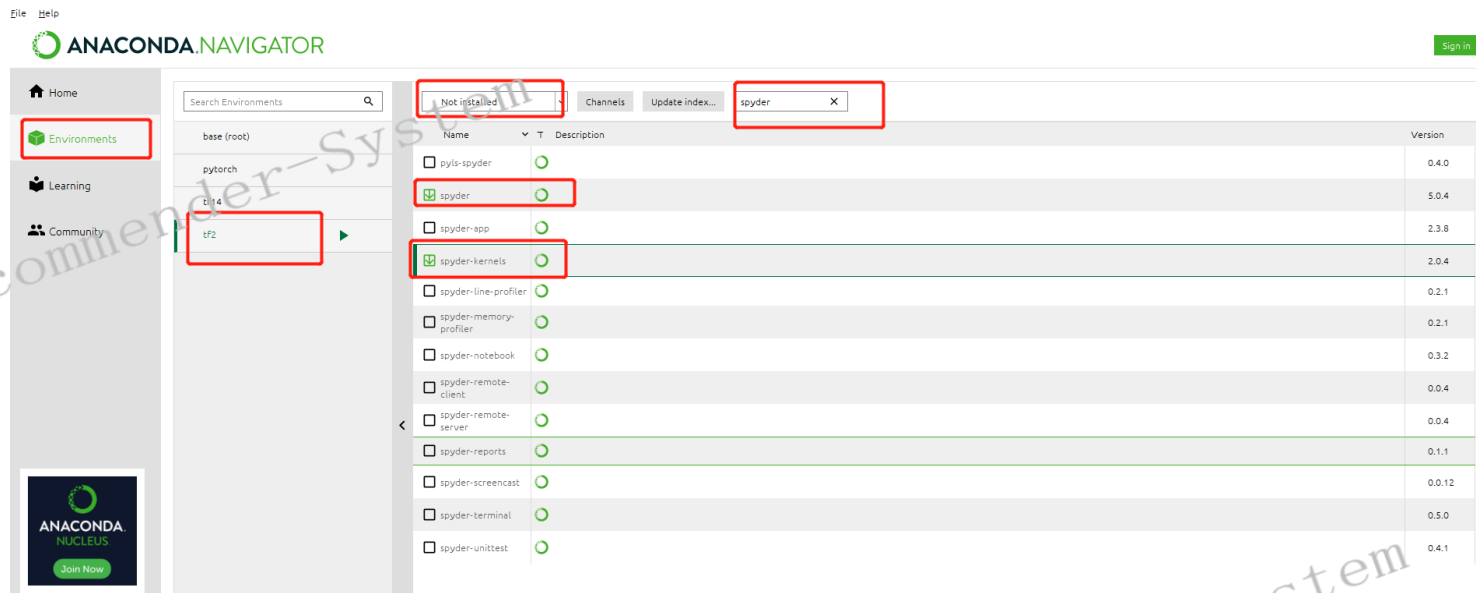 File Help
ANACONDA.NAVIGATOR
Sign in
Home
Environments
Learning
Community
Search Environments
base (root)
pytorch
tf14
tf2
Not installed
Channels
Update index...
spyder
Name
T
Description
Version
pyls-spyder
0.4.0
spyder
5.0.4
spyder-app
2.3.8
spyder-kernels
2.0.4
spyder-line-profiler
0.2.1
spyder-memory-
profiler
0.2.1
spyder-notebook
0.3.2
spyder-remote-
client
0.0.4
spyder-remote-
server
0.0.4
spyder-reports
0.1.1
spyder-screencast
0.0.12
spyder-terminal
0.5.0
spyder-unittest
0.4.1
ANACONDA.
NUCLEUS
Join Now
commender-System
stem